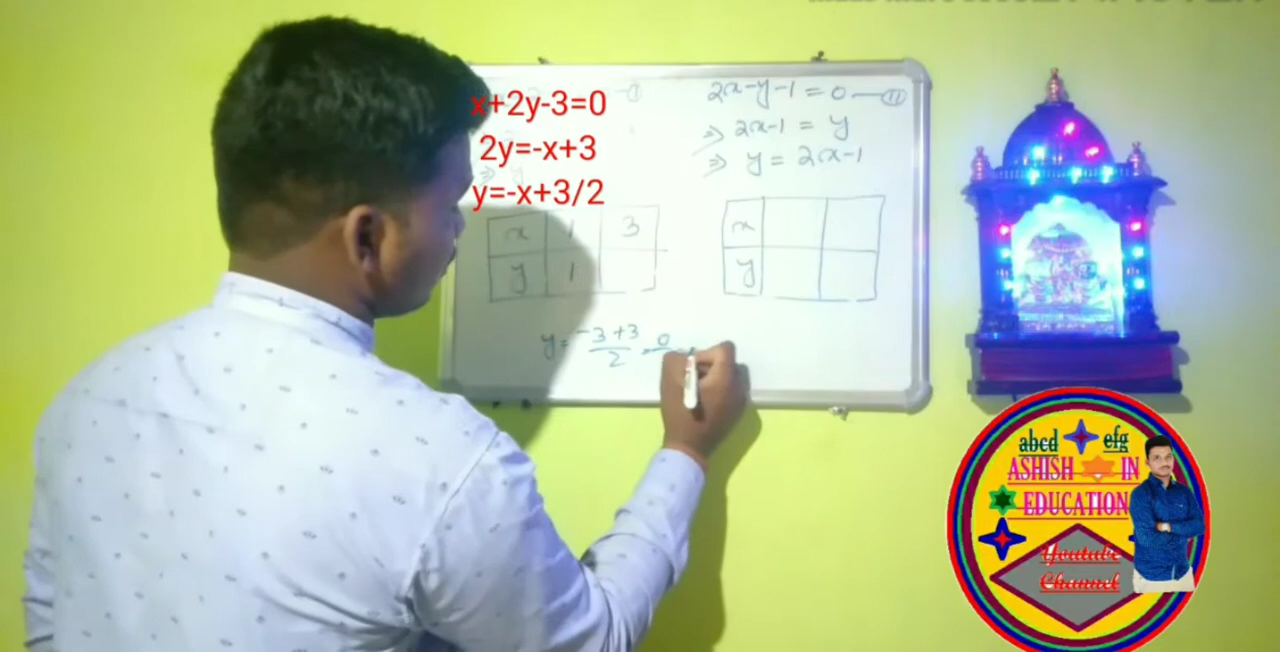 x+2y-3=0
2y=-x+3
y=-x+3/2
x 1 3
y 1
y = -3+3/2 = 0
2x-y-1 = 0 — (11)
⇒ 2x-1 = y
⇒ y = 2x-1
x
y
abcd efg
ASHISH IN
EDUCATION
Youtube
Channel